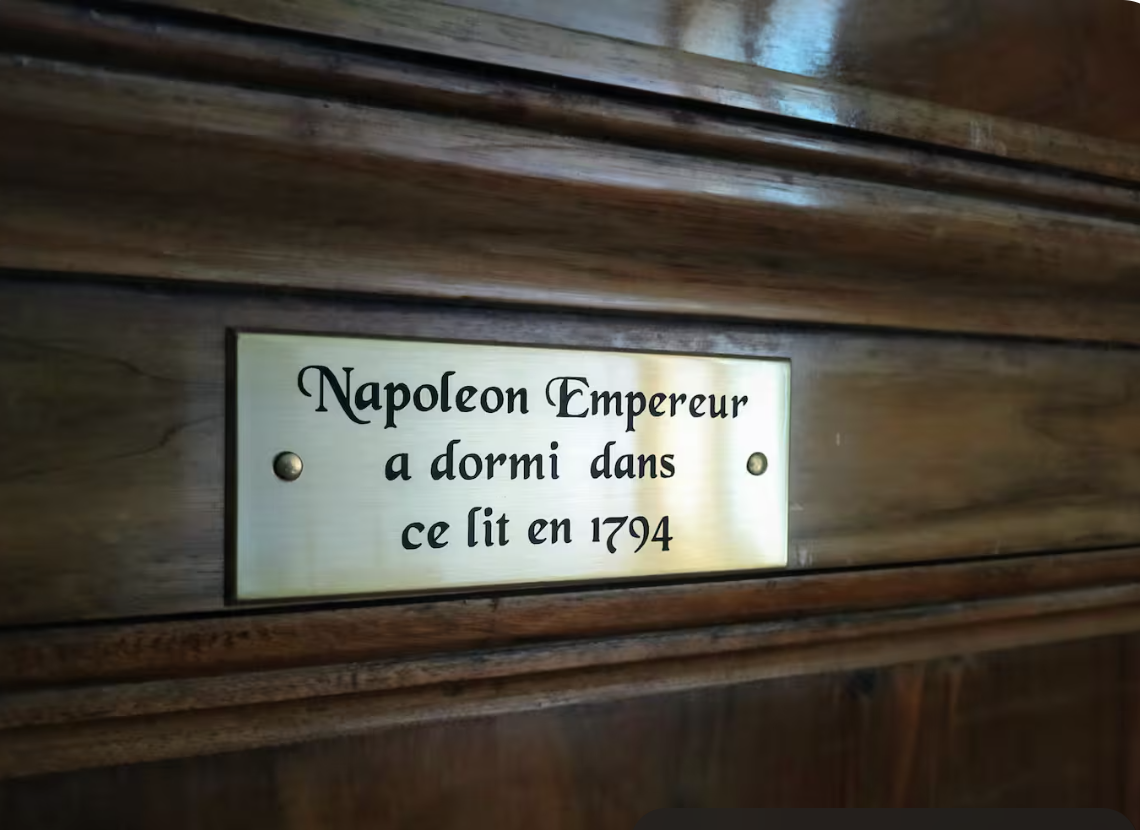 Napoleon Empereur
a dormi dans
ce lit en 1794